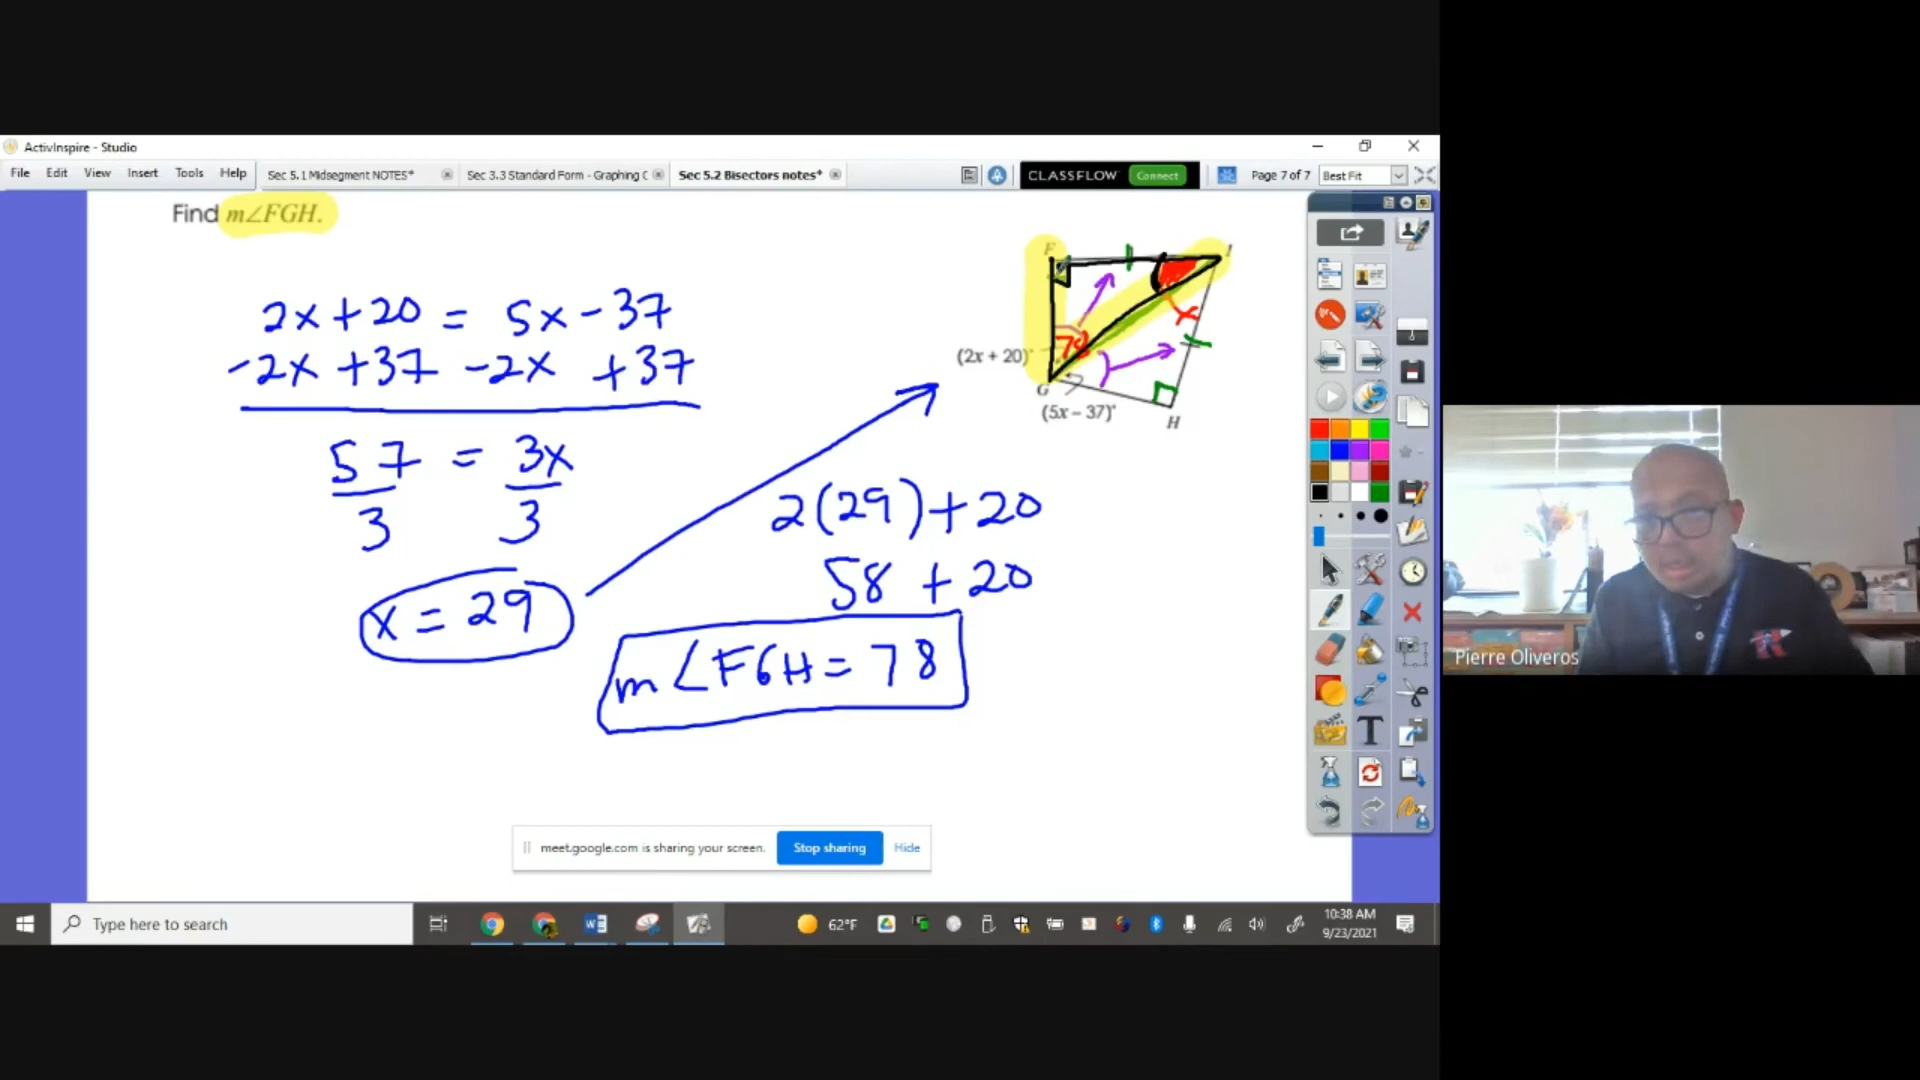 ActivInspire - Studio
File Edit View Insert Tools Help
Sec 5.1 Midsegment NOTES*
Sec 3.3 Standard Form - Graphing C
Sec 5.2 Bisectors notes*
CLASSFLOW Connect
Page 7 of 7
Best Fit
Find m∠FGH.
2x + 20 = 5x - 37
-2x +37 -2x +37
57 = 3x
3 3
x = 29
F
I
78
x
(2x + 20)°
G
(5x - 37)°
H
2(29) + 20
58 + 20
m∠FGH = 78
T
Pierre Oliveros
meet.google.com is sharing your screen.
Stop sharing
Hide
Type here to search
62°F
10:38 AM
9/23/2021